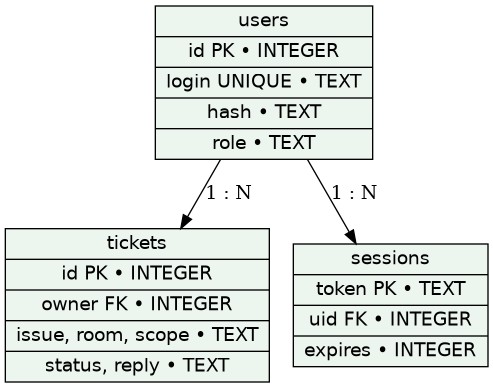 users
id PK • INTEGER
login UNIQUE • TEXT
hash • TEXT
role • TEXT
1 : N
1 : N
tickets
id PK • INTEGER
owner FK • INTEGER
issue, room, scope • TEXT
status, reply • TEXT
sessions
token PK • TEXT
uid FK • INTEGER
expires • INTEGER